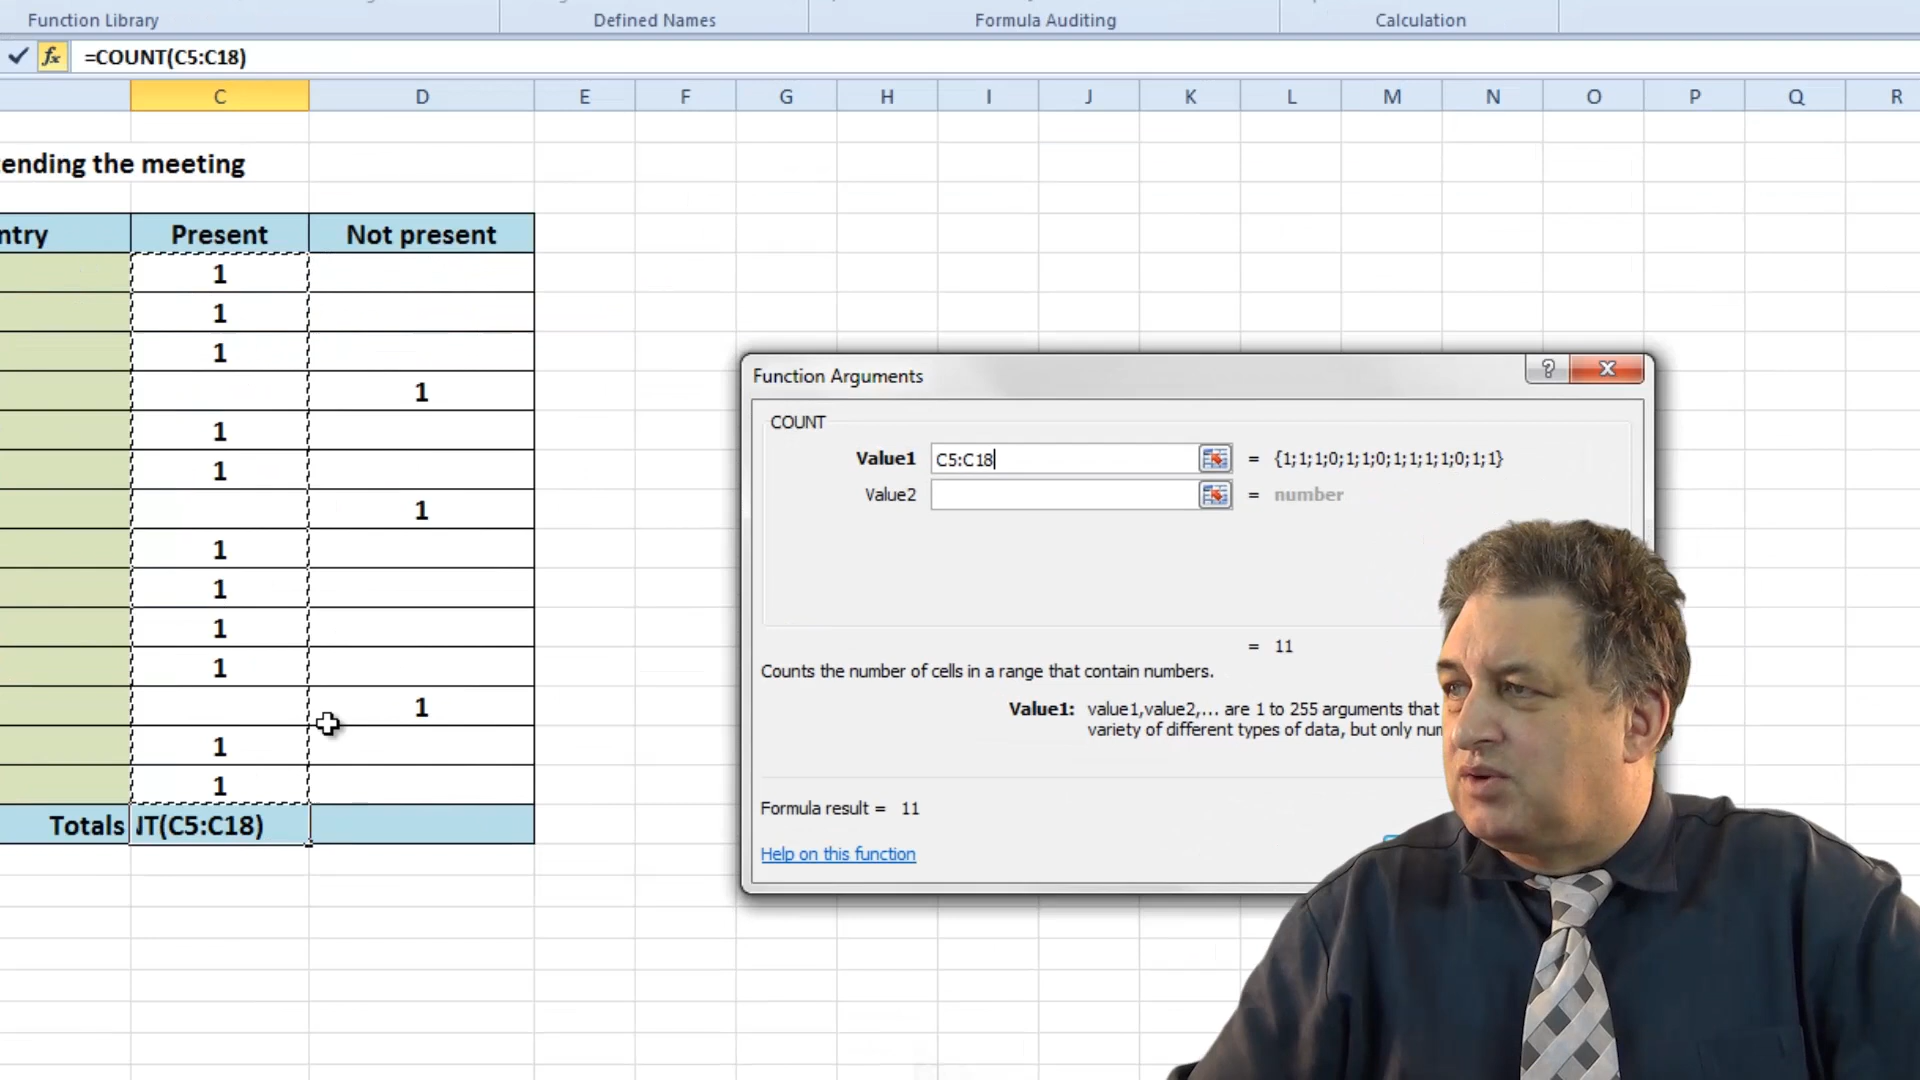 Function Library Defined Names Formula Auditing Calculation
fx =COUNT(C5:C18)
C D E F G H I J K L M N O P Q R
ending the meeting
ntry Present Not present
1
1
1
1
1
1
1
1
1
1
1
1
1
1
Totals NT(C5:C18)
Function Arguments ?
COUNT
Value1 C5:C18 = {1;1;1;0;1;1;0;1;1;1;1;0;1;1}
Value2 = number
= 11
Counts the number of cells in a range that contain numbers.
Value1: value1,value2,... are 1 to 255 arguments that
variety of different types of data, but only num
Formula result = 11
Help on this function